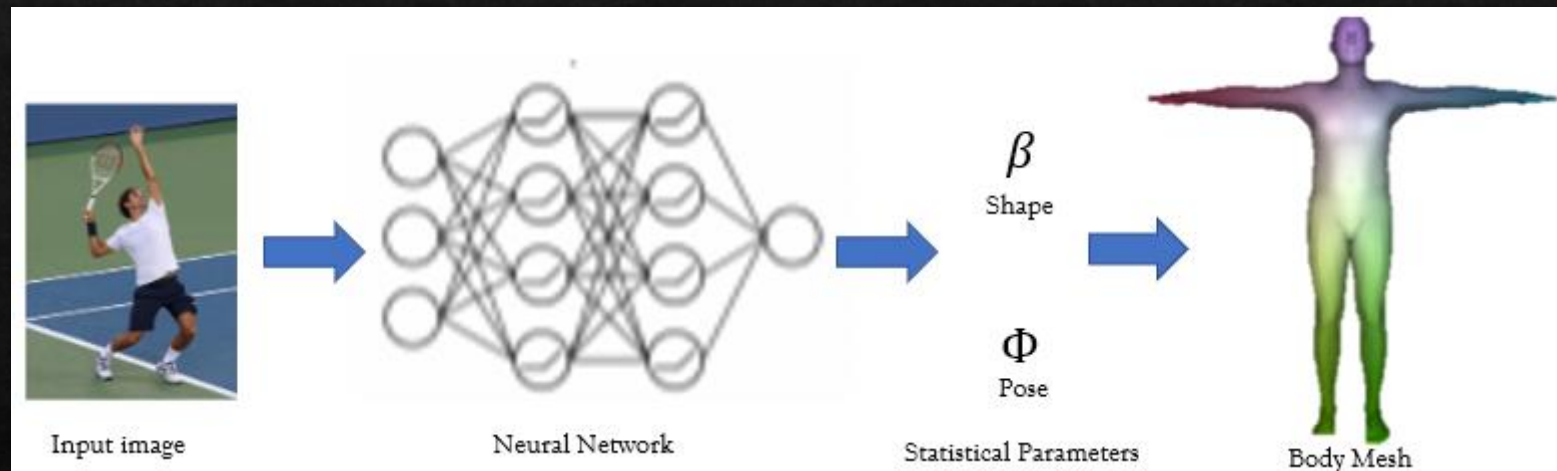 β
Shape
Φ
Pose
Input image
Neural Network
Statistical Parameters
Body Mesh